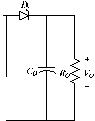 D
C₀ R₀ + V₀ −